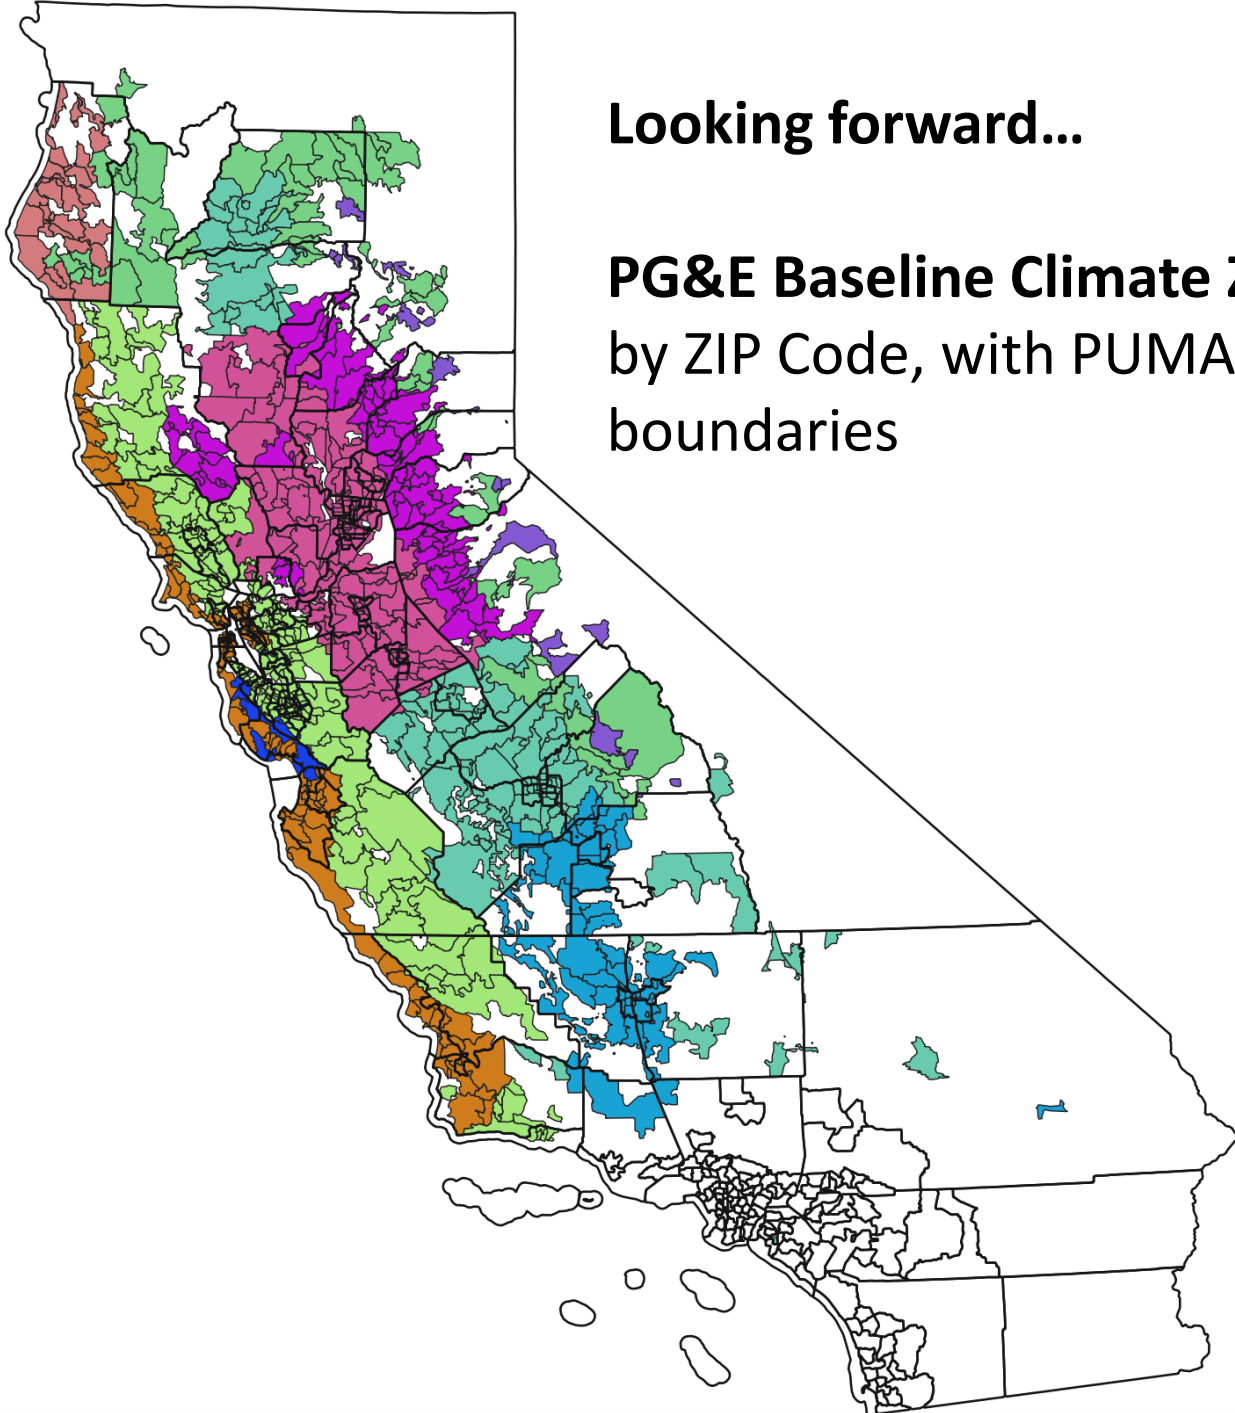 Looking forward...
PG&E Baseline Climate
by ZIP Code, with PUMA
boundaries